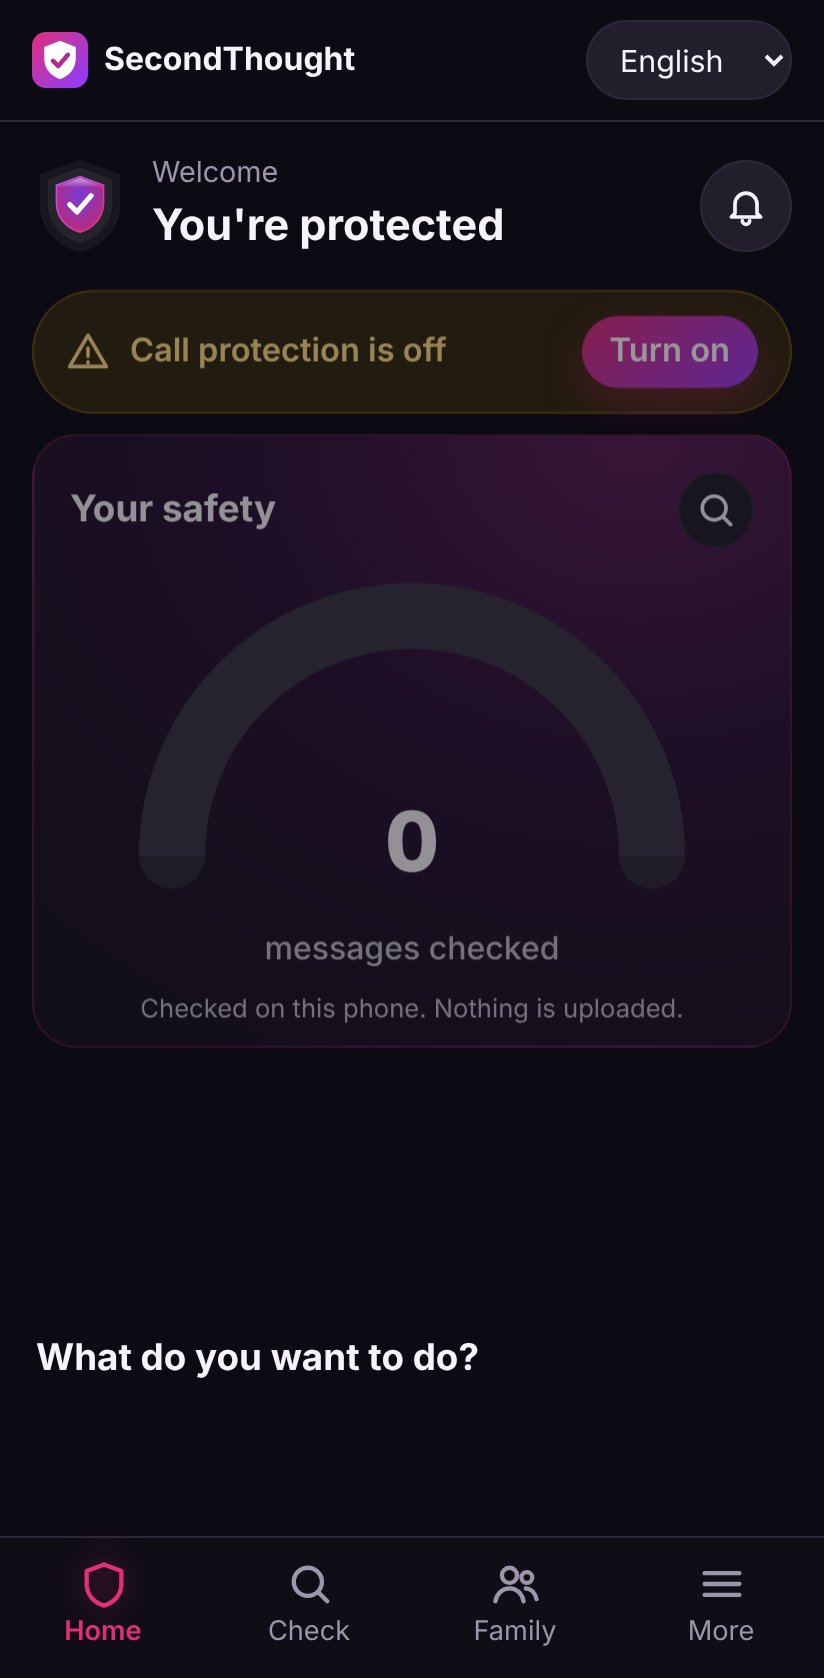 SecondThought
English
Welcome
You're protected
Call protection is off
Turn on
Your safety
0
messages checked
Checked on this phone. Nothing is uploaded.
What do you want to do?
Home
Check
Family
More